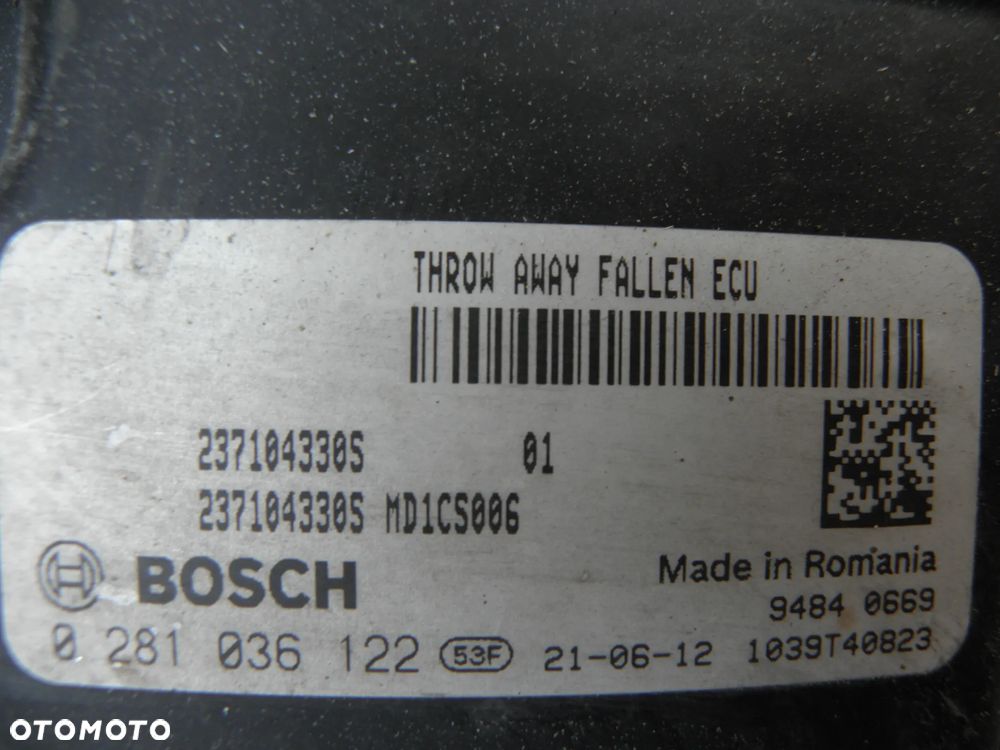 THROW AWAY FALLEN ECU
237104330S 01
237104330S MD1CS006
BOSCH
Made in Romania
9484 0669
0 281 036 122 53F 21-06-12 1039T40823
OTOMOTO